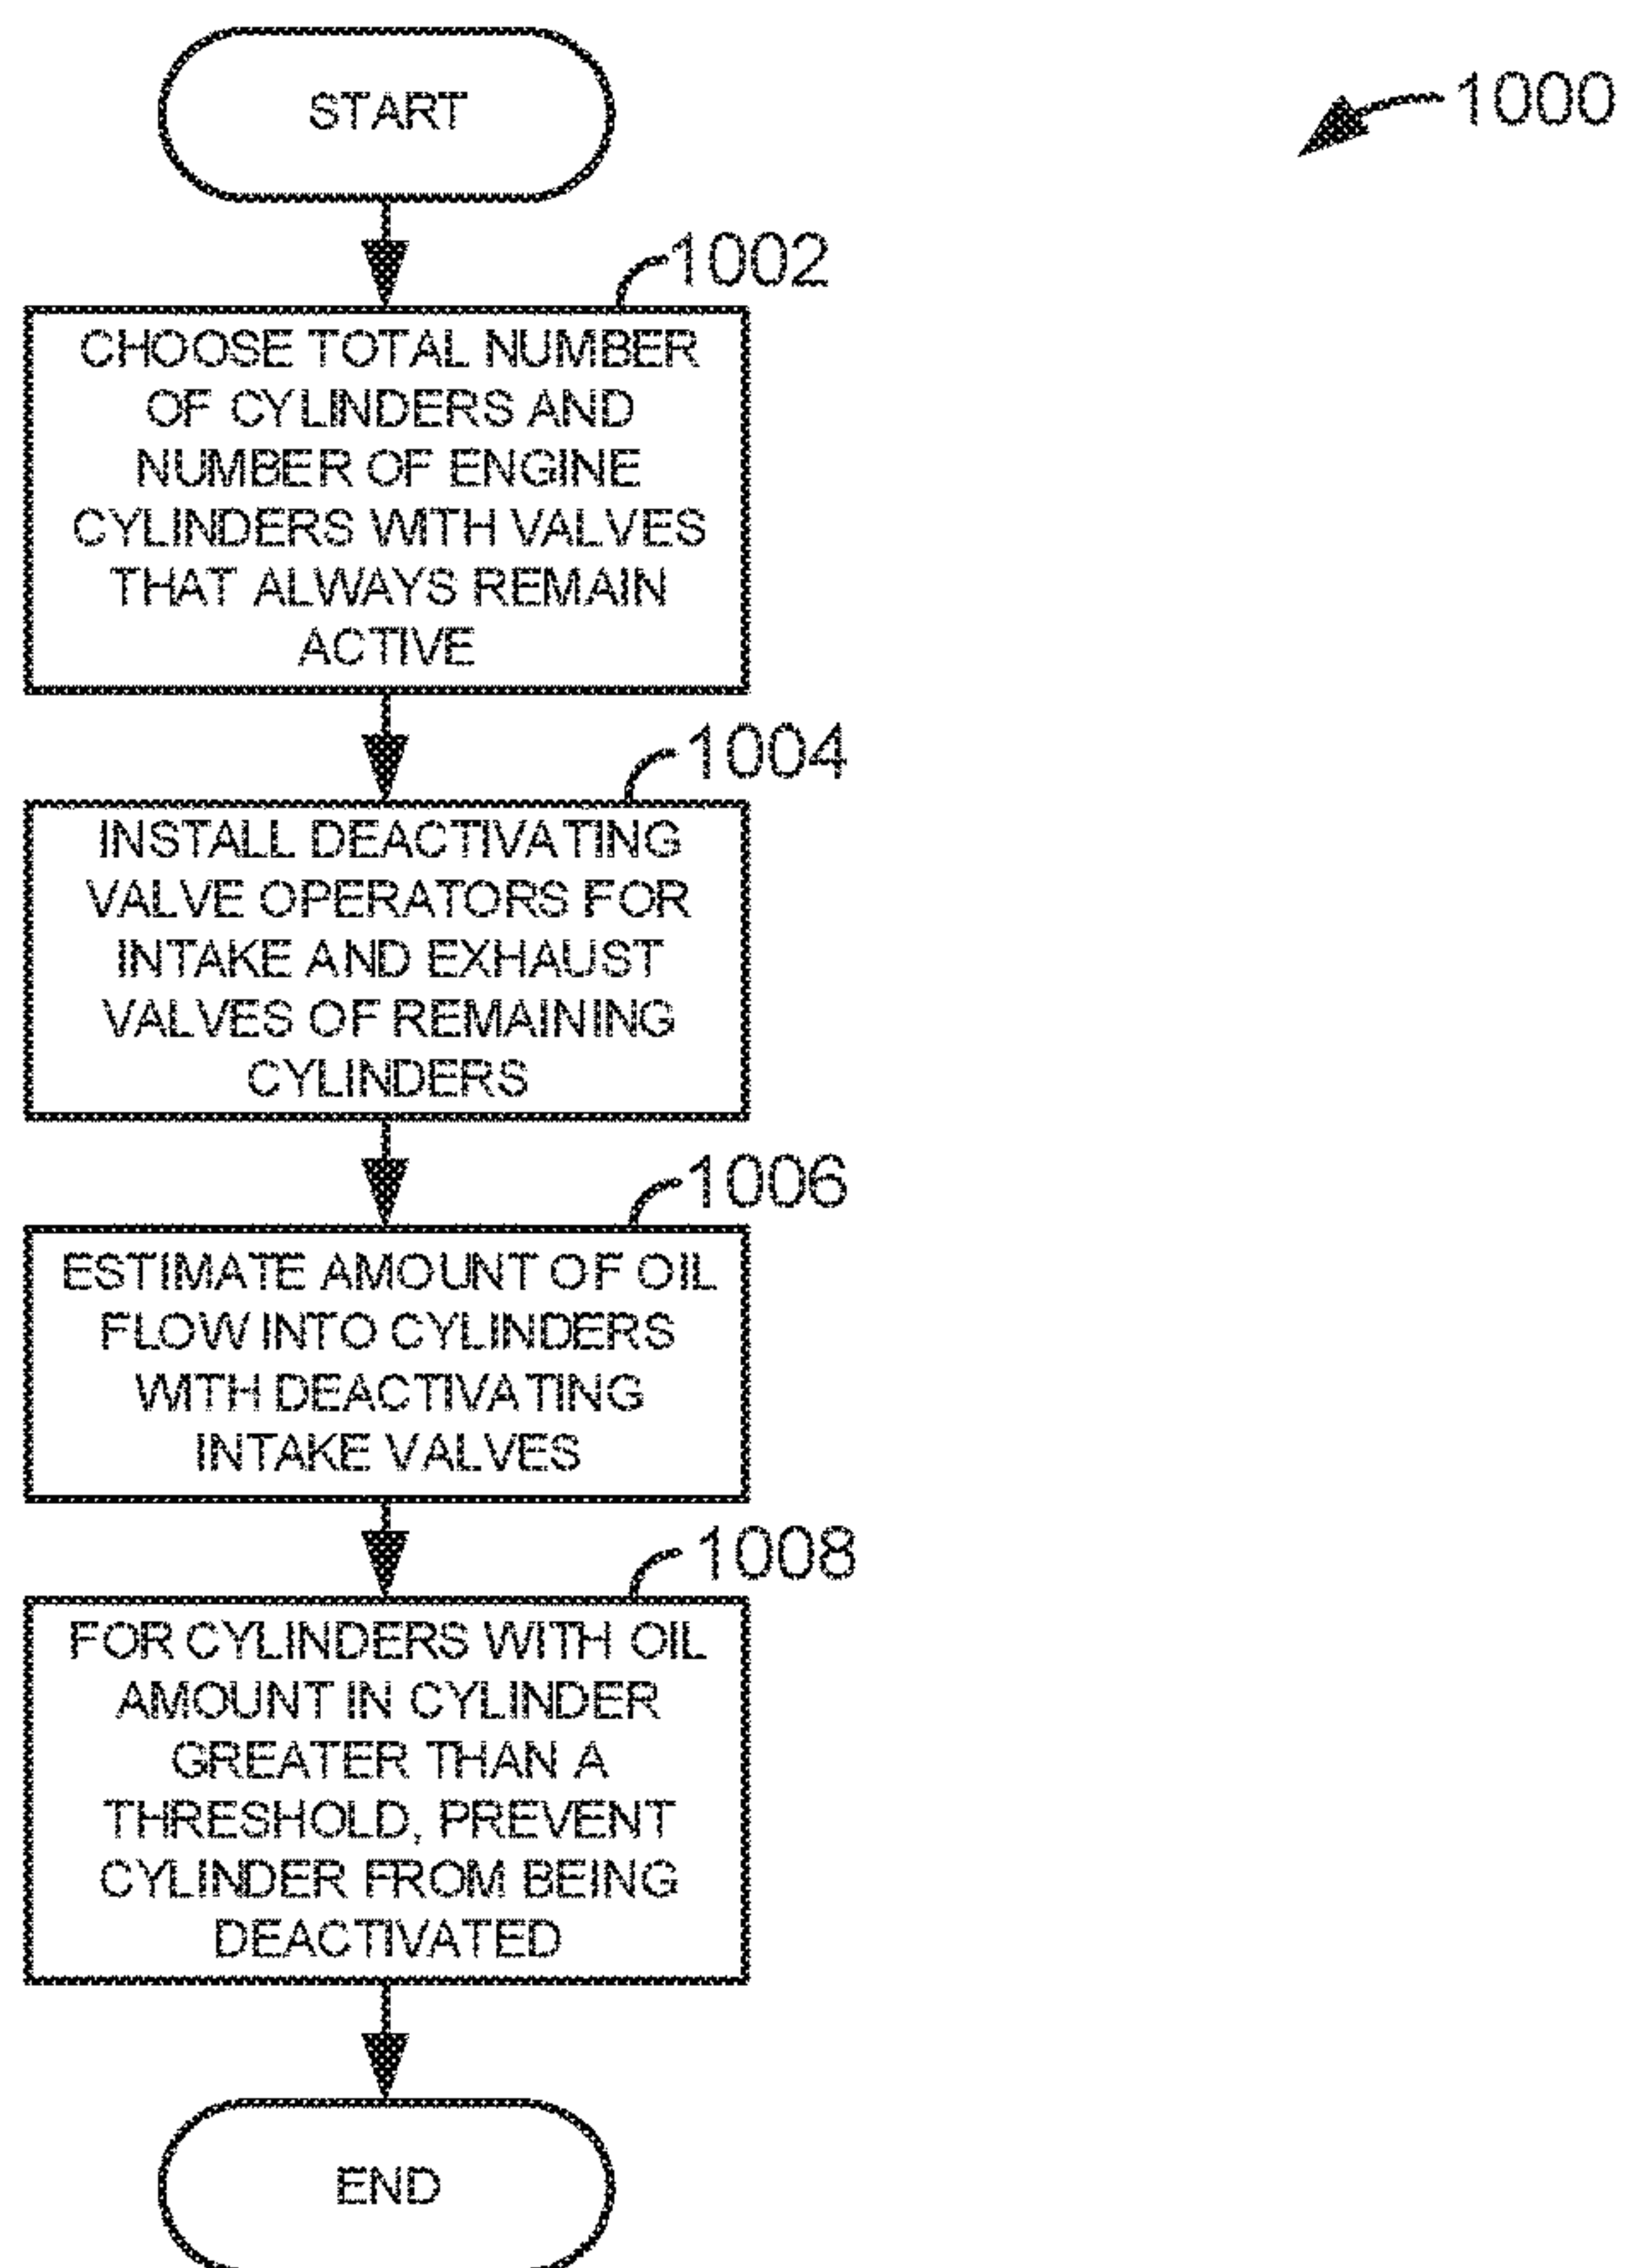 START
1000
1002
CHOOSE TOTAL NUMBER
OF CYLINDERS AND
NUMBER OF ENGINE
CYLINDERS WITH VALVES
THAT ALWAYS REMAIN
ACTIVE
1004
INSTALL DEACTIVATING
VALVE OPERATORS FOR
INTAKE AND EXHAUST
VALVES OF REMAINING
CYLINDERS
1006
ESTIMATE AMOUNT OF OIL
FLOW INTO CYLINDERS
WITH DEACTIVATING
INTAKE VALVES
1008
FOR CYLINDERS WITH OIL
AMOUNT IN CYLINDER
GREATER THAN A
THRESHOLD, PREVENT
CYLINDER FROM BEING
DEACTIVATED
END